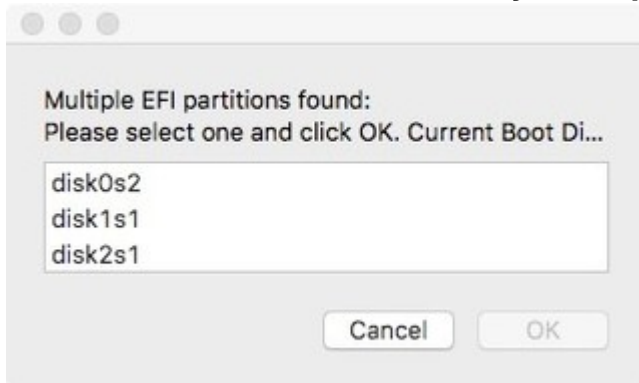 Multiple EFI partitions found:
Please select one and click OK. Current Boot Di...
disk0s2
disk1s1
disk2s1
Cancel
OK